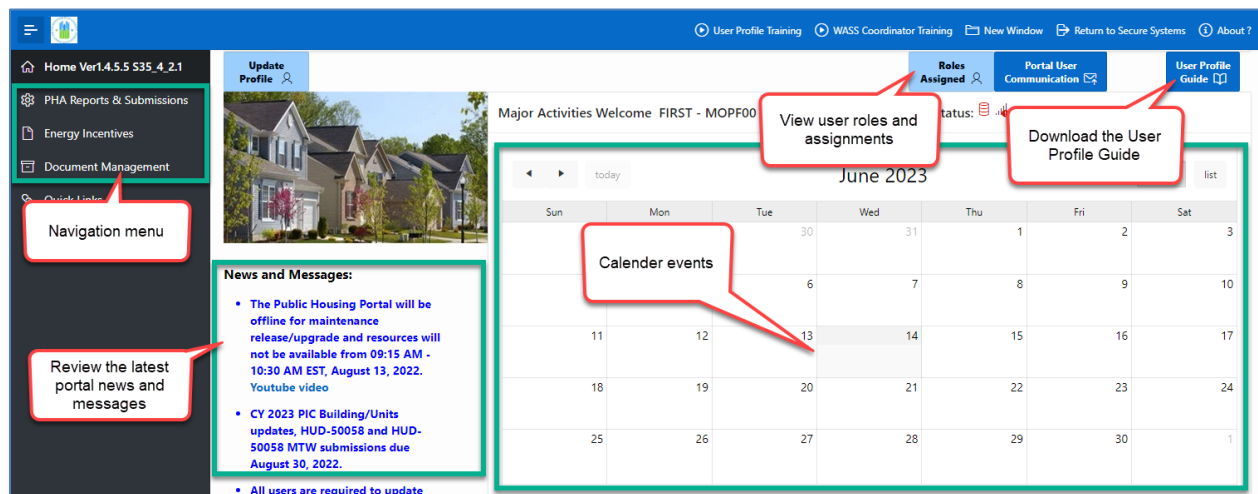 User Profile Training
WASS Coordinator Training
New Window
Return to Secure Systems
About ?
Home Ver1.4.5.5 S35_4_2.1
PHA Reports & Submissions
Energy Incentives
Document Management
Quick Links
Navigation menu
Update
Profile
Roles
Assigned
Portal User
Communication
User Profile
Guide
Major Activities Welcome FIRST - MOPF00
tatus:
View user roles and
assignments
Download the User
Profile Guide
today
June 2023
list
Sun Mon Tue Wed Thu Fri Sat
30 31 1 2 3
6 7 8 9 10
11 12 13 14 15 16 17
18 19 20 21 22 23 24
25 26 27 28 29 30 1
Calender events
News and Messages:
• The Public Housing Portal will be
offline for maintenance
release/upgrade and resources will
not be available from 09:15 AM -
10:30 AM EST, August 13, 2022.
Youtube video
• CY 2023 PIC Building/Units
updates, HUD-50058 and HUD-
50058 MTW submissions due
August 30, 2022.
• All users are required to update
Review the latest
portal news and
messages